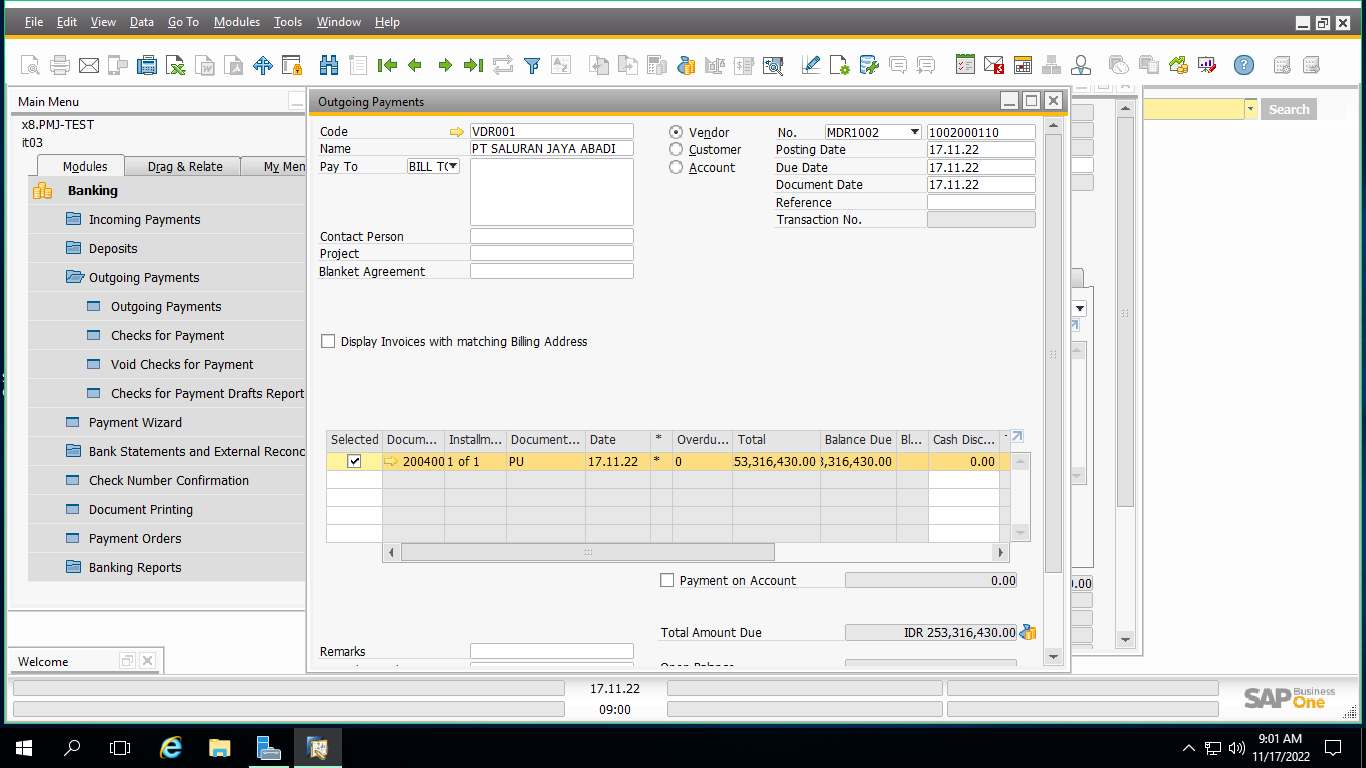 File Edit View Data Go To Modules Tools Window Help
Main Menu
x8.PMJ-TEST
it03
Modules Drag & Relate My Men
Banking
Incoming Payments
Deposits
Outgoing Payments
Outgoing Payments
Checks for Payment
Void Checks for Payment
Checks for Payment Drafts Report
Payment Wizard
Bank Statements and External Reconc
Check Number Confirmation
Document Printing
Payment Orders
Banking Reports
Welcome
Search
Outgoing Payments
Code VDR001
Name PT SALURAN JAYA ABADI
Pay To BILL TO
Contact Person
Project
Blanket Agreement
Vendor
Customer
Account
No. MDR1002 1002000110
Posting Date 17.11.22
Due Date 17.11.22
Document Date 17.11.22
Reference
Transaction No.
Display Invoices with matching Billing Address
Selected Docum... Installm... Document... Date * Overdu... Total Balance Due Bl... Cash Disc...
200400 1 of 1 PU 17.11.22 * 0 53,316,430.00 3,316,430.00 0.00
Payment on Account 0.00
Total Amount Due IDR 253,316,430.00
Remarks
Open Balance
0.00
17.11.22
09:00
SAP Business One
9:01 AM
11/17/2022